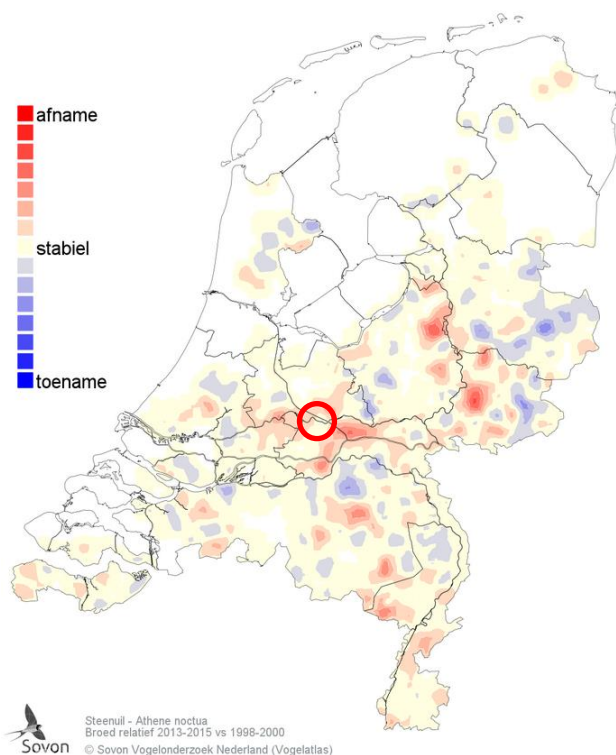 afname
stabiel
toename
Sovon
Steenuil - Athene noctua
Broed relatief 2013-2015 vs 1998-2000
© Sovon Vogelonderzoek Nederland (Vogelatlas)